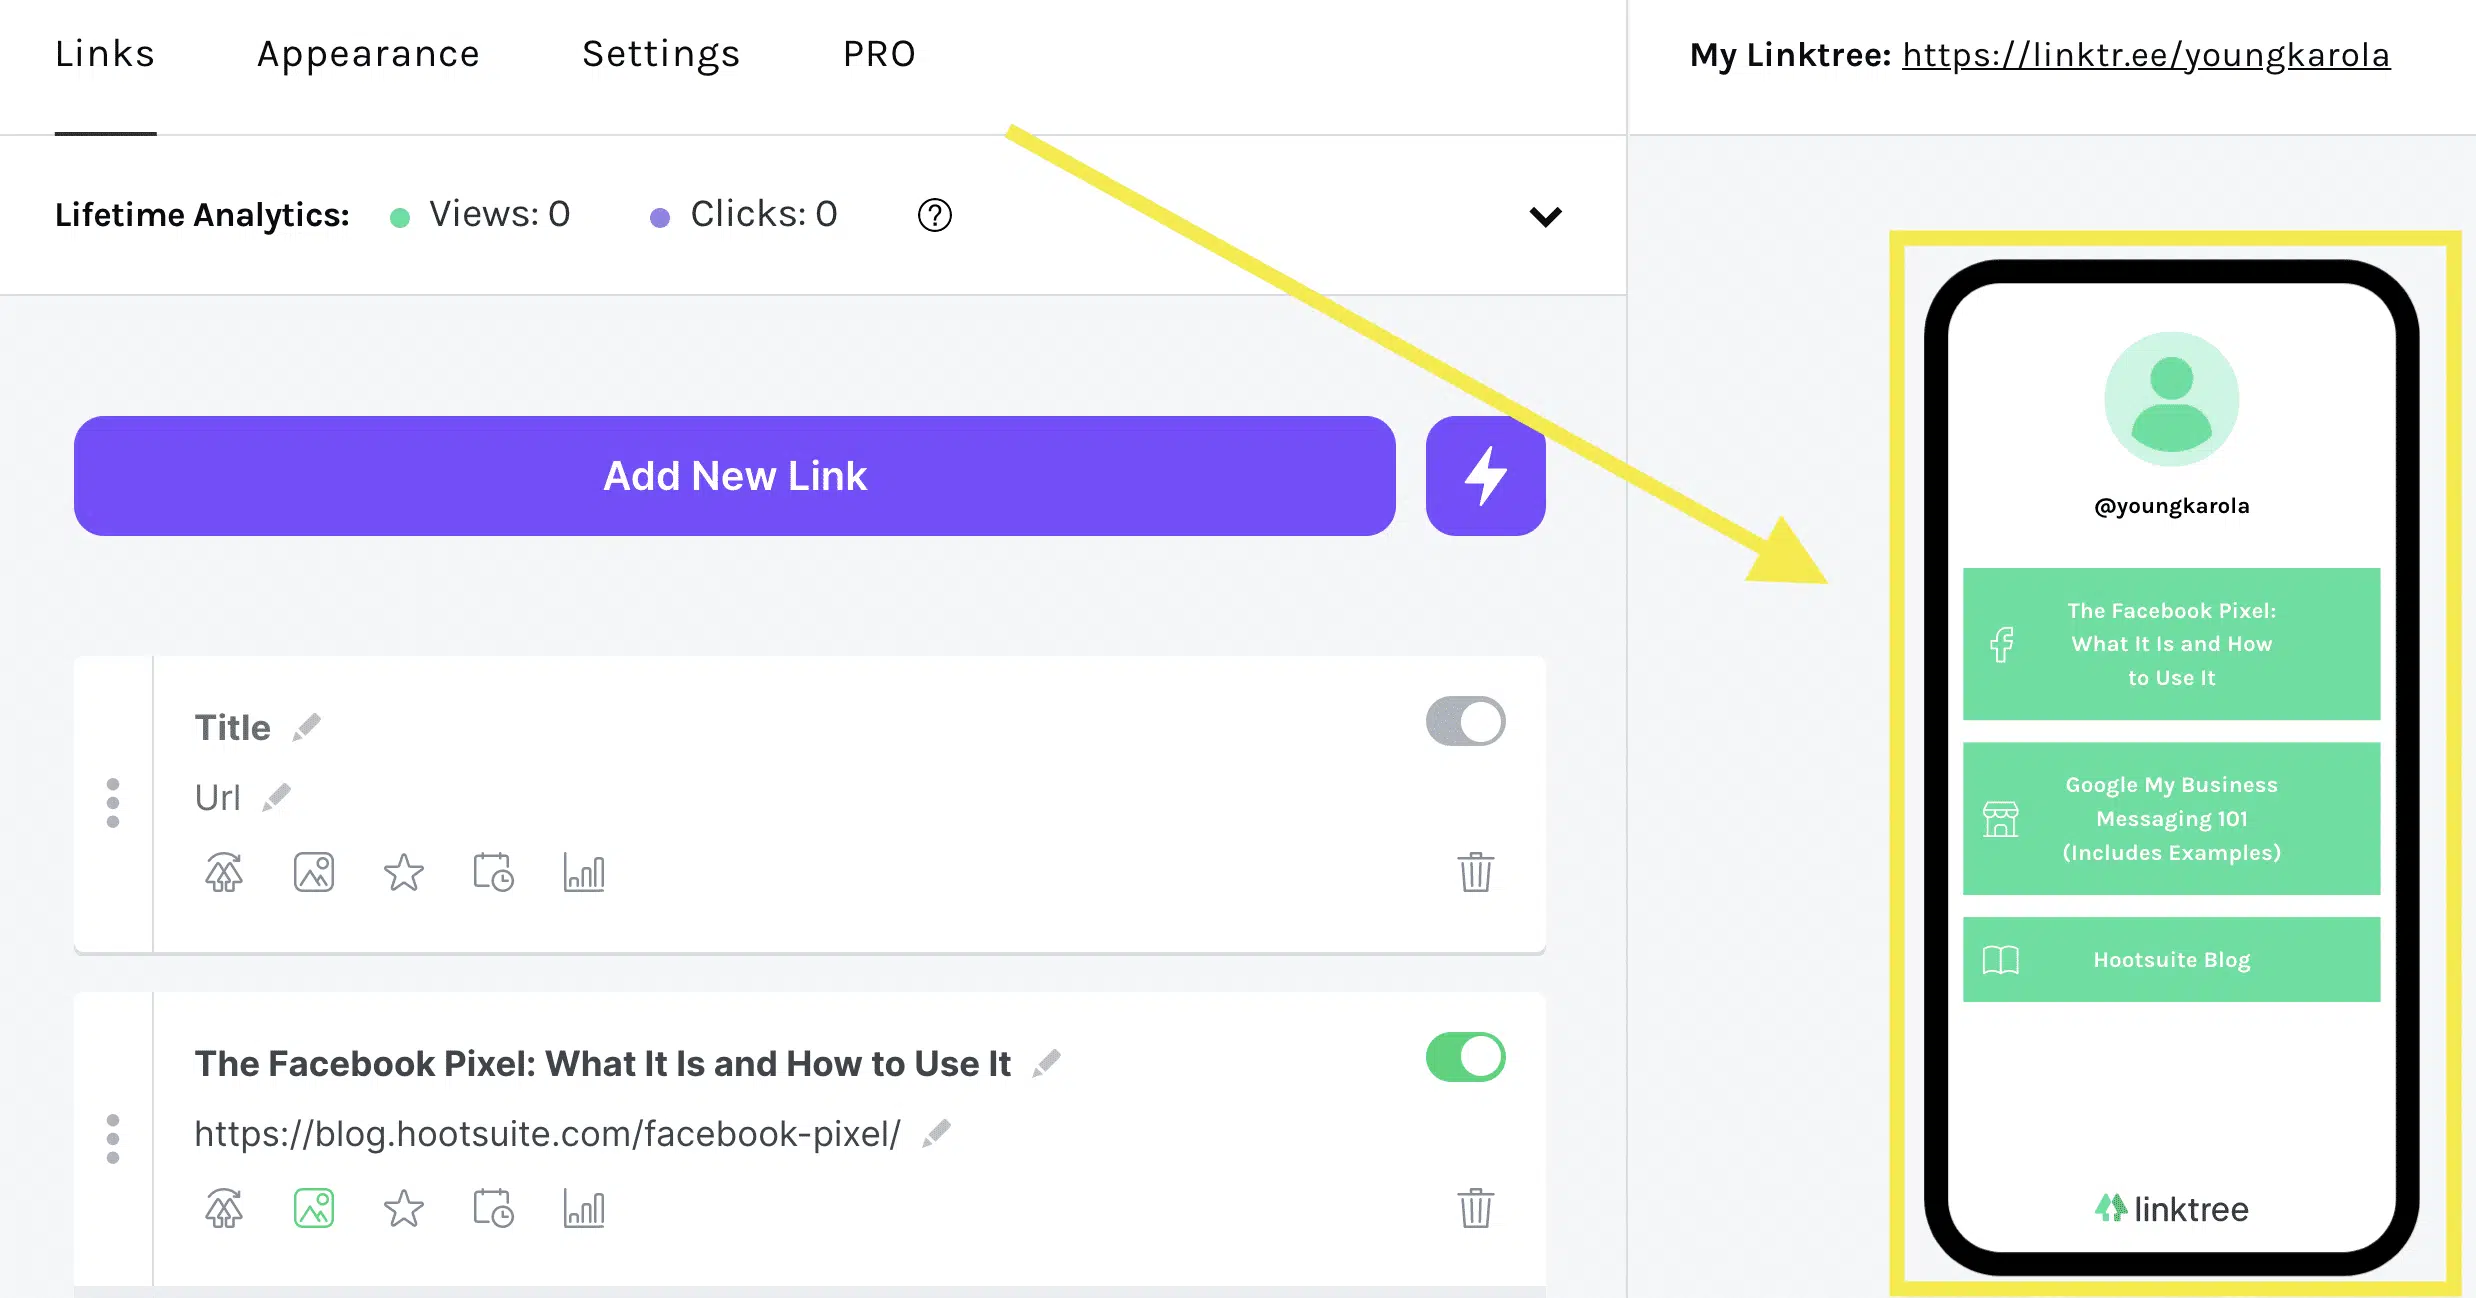 Links Appearance Settings PRO
My Linktree: https://linktr.ee/youngkarola
Lifetime Analytics: Views: 0 Clicks: 0 ?
Add New Link
Title
Url
The Facebook Pixel: What It Is and How to Use It
https://blog.hootsuite.com/facebook-pixel/
@youngkarola
The Facebook Pixel:
What It Is and How
to Use It
Google My Business
Messaging 101
(Includes Examples)
Hootsuite Blog
linktree